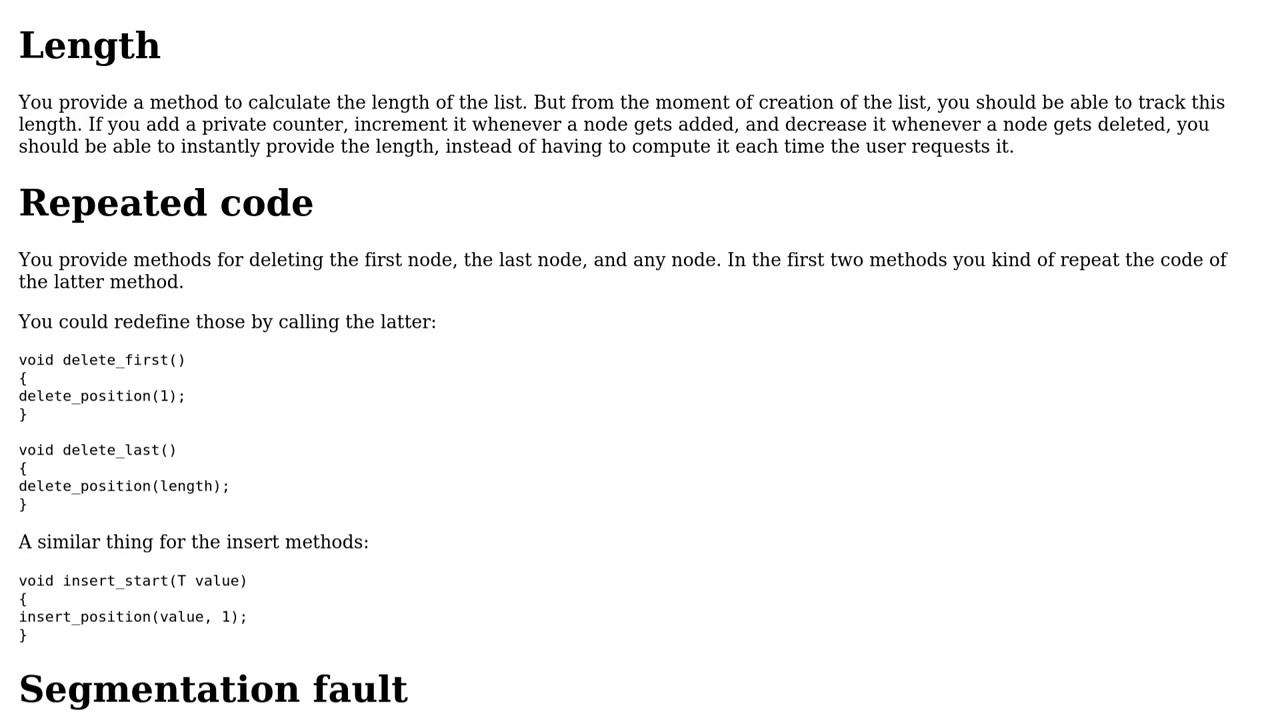 Length
You provide a method to calculate the length of the list. But from the moment of creation of the list, you should be able to track this
length. If you add a private counter, increment it whenever a node gets added, and decrease it whenever a node gets deleted, you
should be able to instantly provide the length, instead of having to compute it each time the user requests it.
Repeated code
You provide methods for deleting the first node, the last node, and any node. In the first two methods you kind of repeat the code of
the latter method.
You could redefine those by calling the latter:
void delete_first()
{
delete_position(1);
}
void delete_last()
{
delete_position(length);
}
A similar thing for the insert methods:
void insert_start(T value)
{
insert_position(value, 1);
}
Segmentation fault